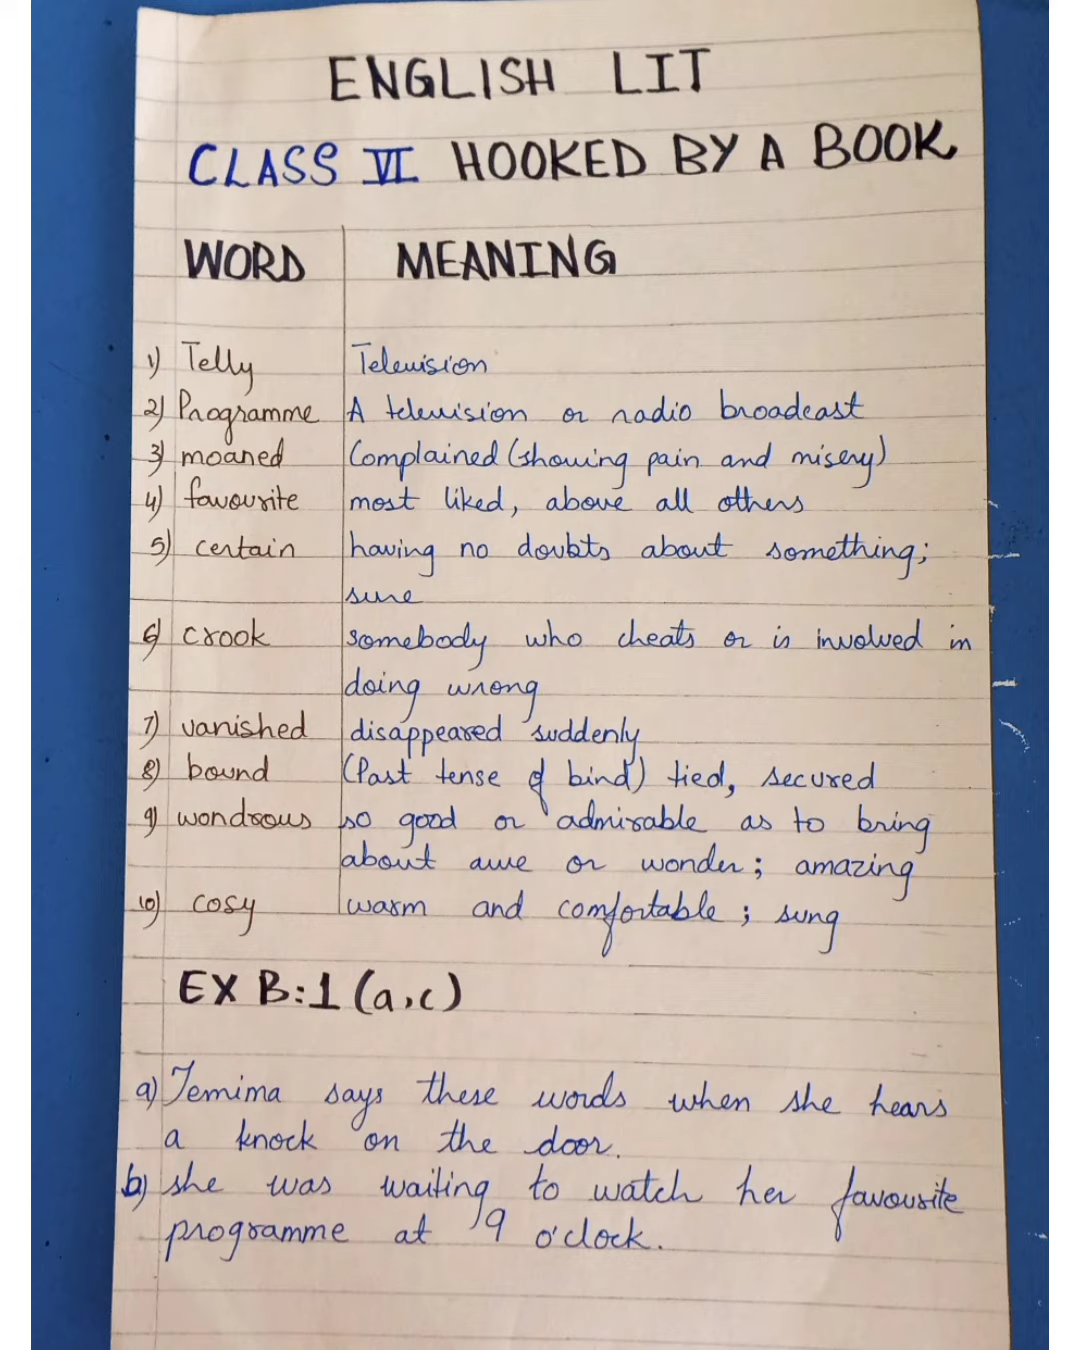 ENGLISH LIT
CLASS VI HOOKED BY A BOOK
WORD MEANING
1) Telly Television
2) Programme A television or radio broadcast
3) moaned Complained (showing pain and misery)
4) favourite most liked, above all others
5) certain having no doubts about something;
sure
6) crook somebody who cheats or is involved in
doing wrong
7) vanished disappeared suddenly
8) bound (Past tense of bind) tied, secured
9) wondrous so good or admirable as to bring
about awe or wonder; amazing
10) cosy warm and comfortable; sung
EX B:1 (a,c)
a) Jemima says these words when she hears
a knock on the door.
b) she was waiting to watch her favourite
programme at 9 o'clock.